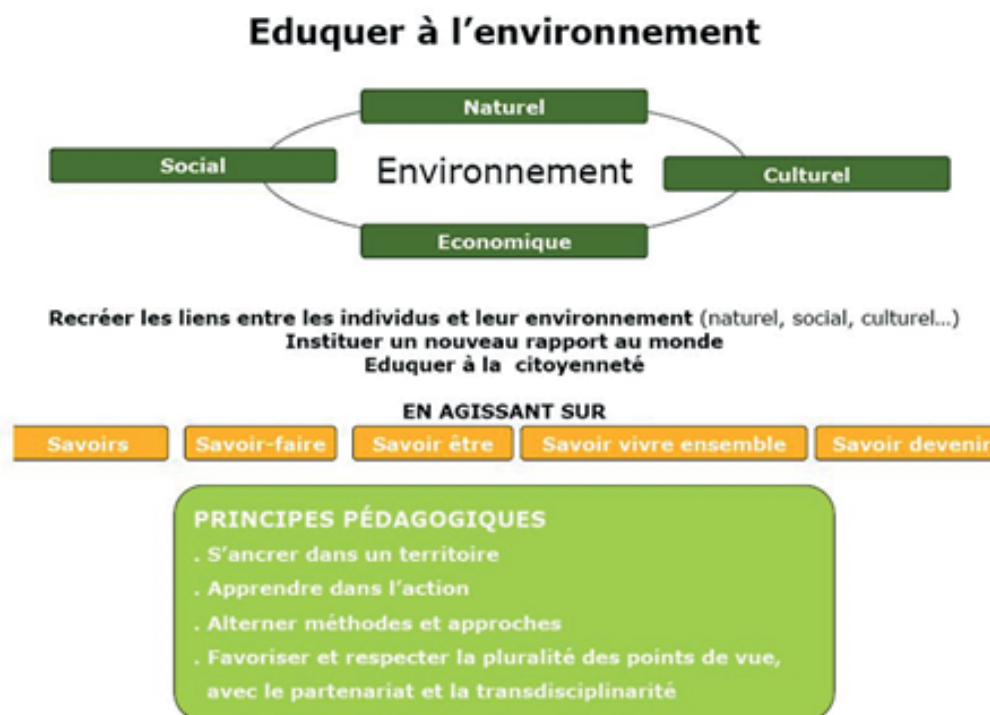 Eduquer à l'environnement
Naturel
Social
Environnement
Culturel
Economique
Recréer les liens entre les individus et leur environnement (naturel, social, culturel...)
Instituer un nouveau rapport au monde
Eduquer à la citoyenneté
EN AGISSANT SUR
Savoirs
Savoir-faire
Savoir être
Savoir vivre ensemble
Savoir devenir
PRINCIPES PÉDAGOGIQUES
. S'ancrer dans un territoire
. Apprendre dans l'action
. Alterner méthodes et approches
. Favoriser et respecter la pluralité des points de vue,
avec le partenariat et la transdisciplinarité